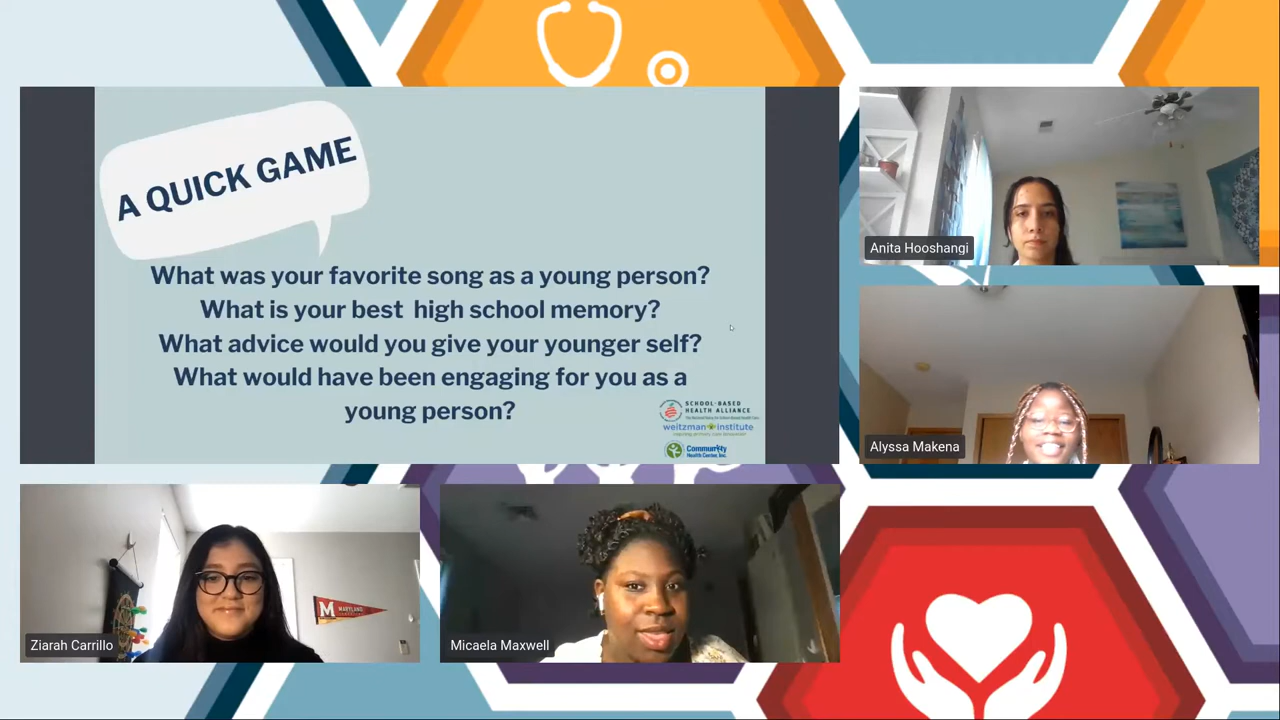 A QUICK GAME
What was your favorite song as a young person?
What is your best high school memory?
What advice would you give your younger self?
What would have been engaging for you as a
young person?
SCHOOL-BASED
HEALTH ALLIANCE
weitzman institute
Community
Health Center, Inc.
Anita Hooshangi
Alyssa Makena
Ziarah Carrillo
M MARYLAND
Micaela Maxwell